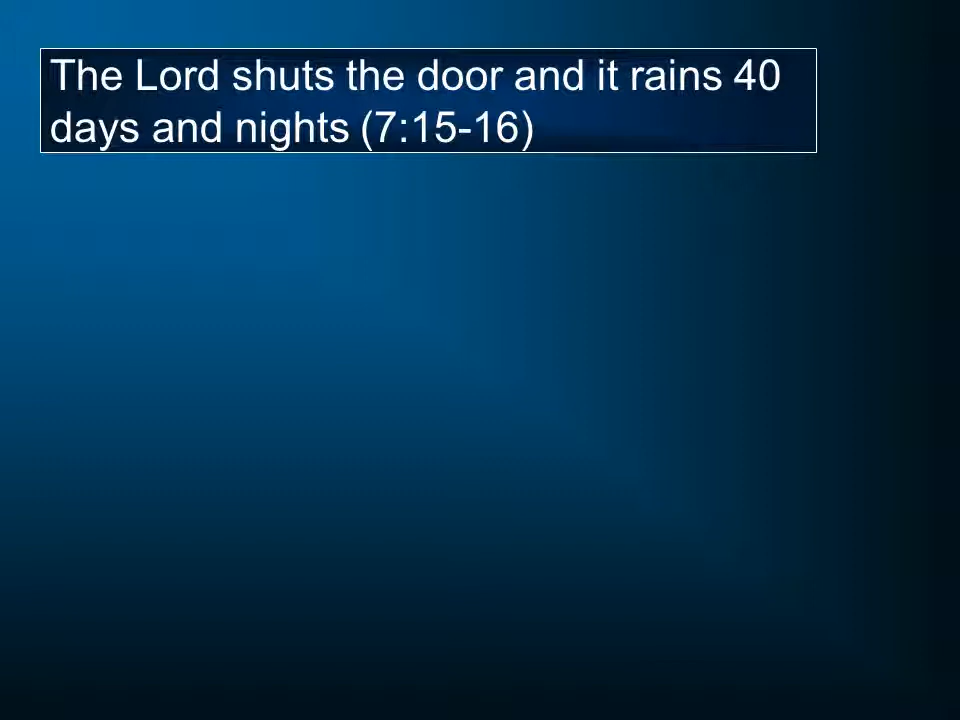 The Lord shuts the door and it rains 40
days and nights (7:15-16)